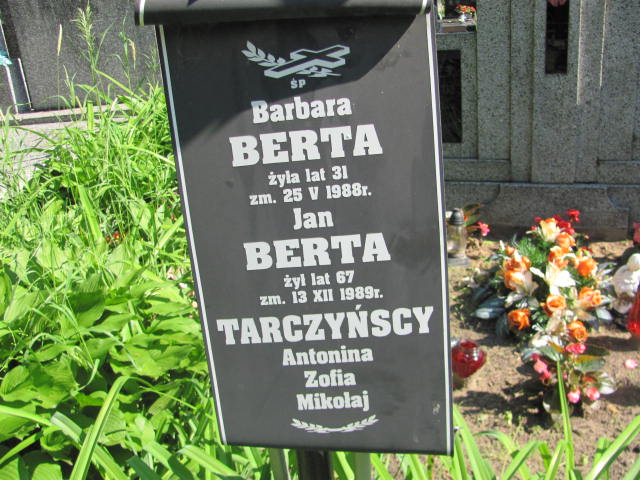 ŚP
Barbara
BERTA
żyła lat 31
zm. 25 V 1988r.
Jan
BERTA
żył lat 67
zm. 13 XII 1989r.
TARCZYŃSCY
Antonina
Zofia
Mikołaj